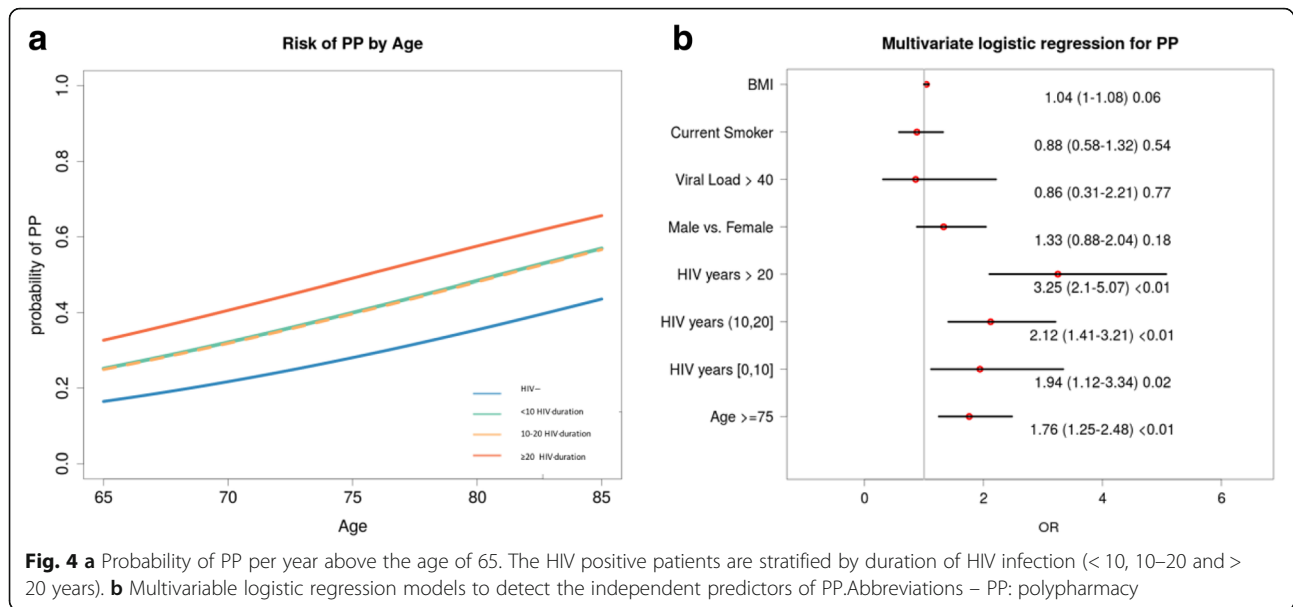 a
Risk of PP by Age
probability of PP
1.0
0.8
0.6
0.4
0.2
0.0
HIV−
<10 HIV duration
10-20 HIV duration
≥20 HIV duration
65 70 75 80 85
Age
b
Multivariate logistic regression for PP
BMI
1.04 (1-1.08) 0.06
Current Smoker
0.88 (0.58-1.32) 0.54
Viral Load > 40
0.86 (0.31-2.21) 0.77
Male vs. Female
1.33 (0.88-2.04) 0.18
HIV years > 20
3.25 (2.1-5.07) <0.01
HIV years (10,20]
2.12 (1.41-3.21) <0.01
HIV years [0,10]
1.94 (1.12-3.34) 0.02
Age >=75
1.76 (1.25-2.48) <0.01
0 2 4 6
OR
Fig. 4 a Probability of PP per year above the age of 65. The HIV positive patients are stratified by duration of HIV infection (< 10, 10–20 and >
20 years). b Multivariable logistic regression models to detect the independent predictors of PP.Abbreviations – PP: polypharmacy